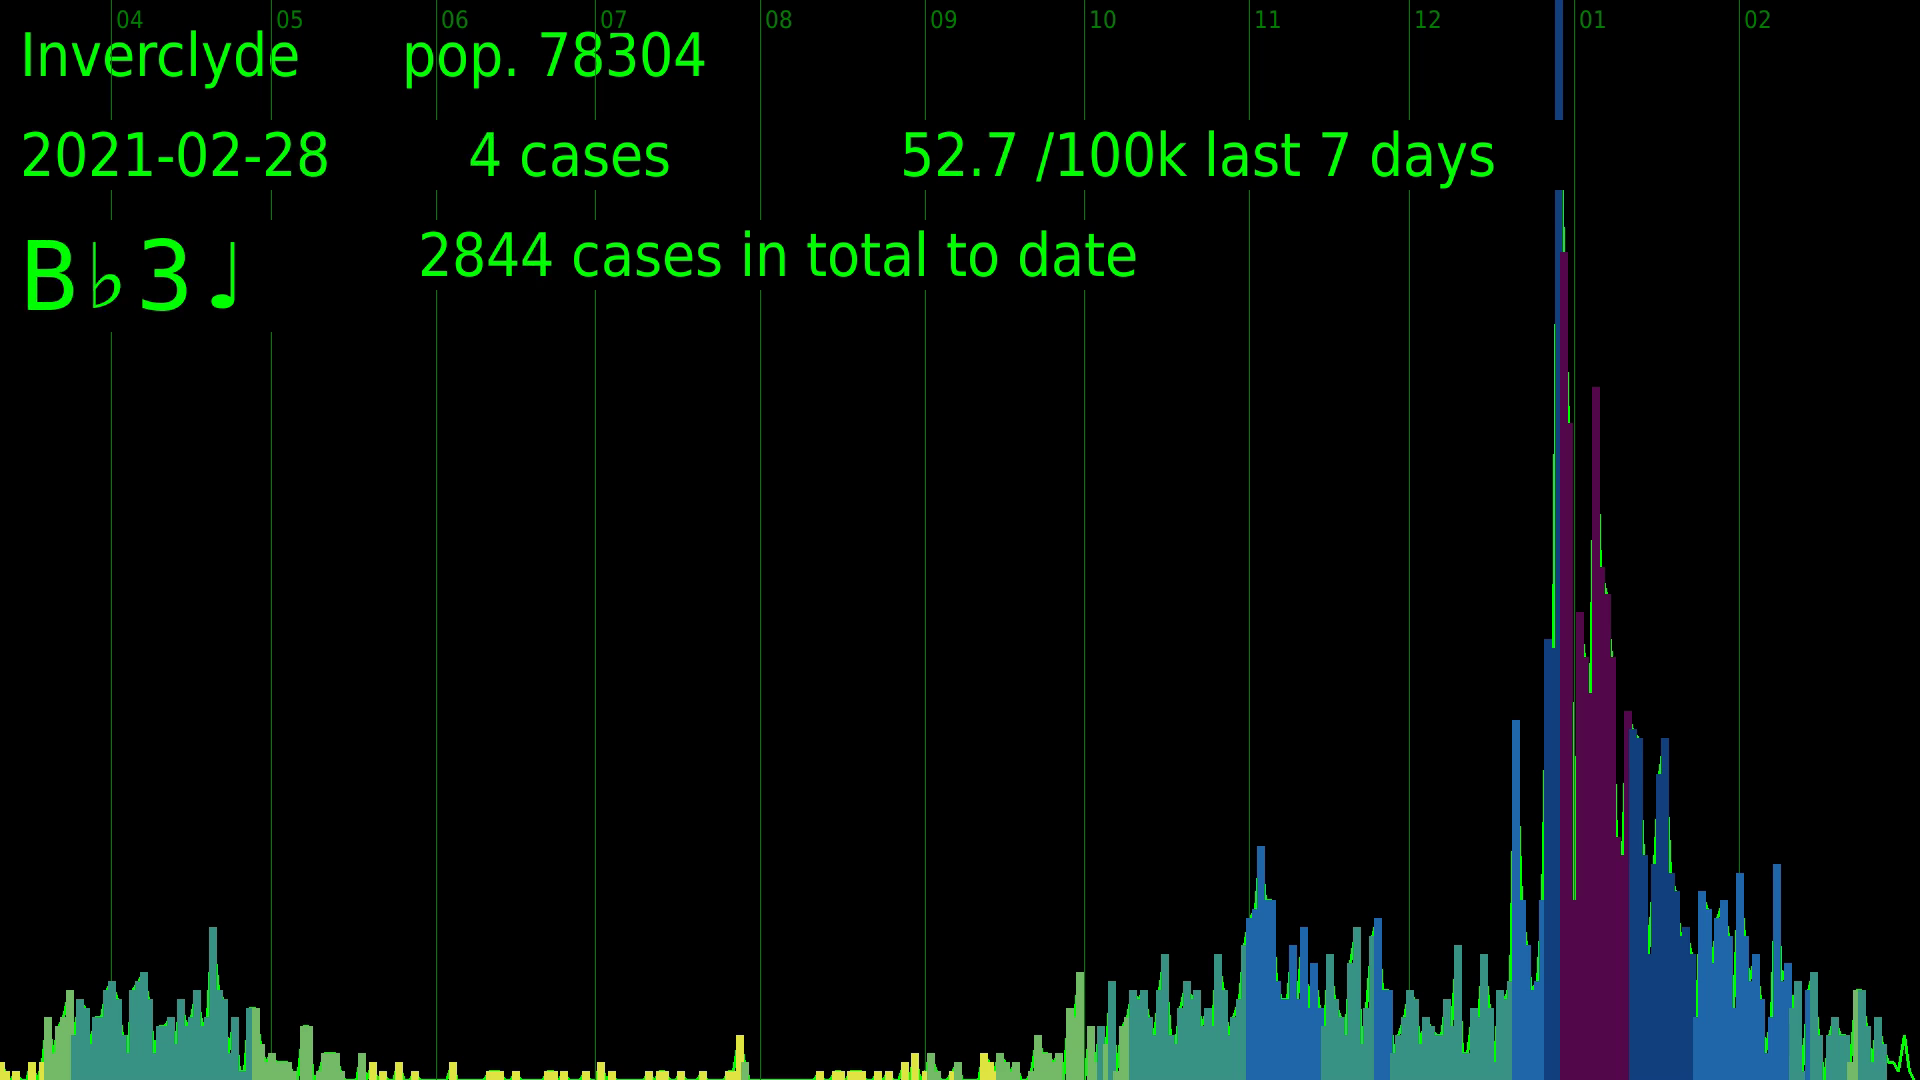 04 05 06 07 08 09 10 11 12 01 02
Inverclyde pop. 78304
2021-02-28 4 cases 52.7 /100k last 7 days
B♭3♩ 2844 cases in total to date